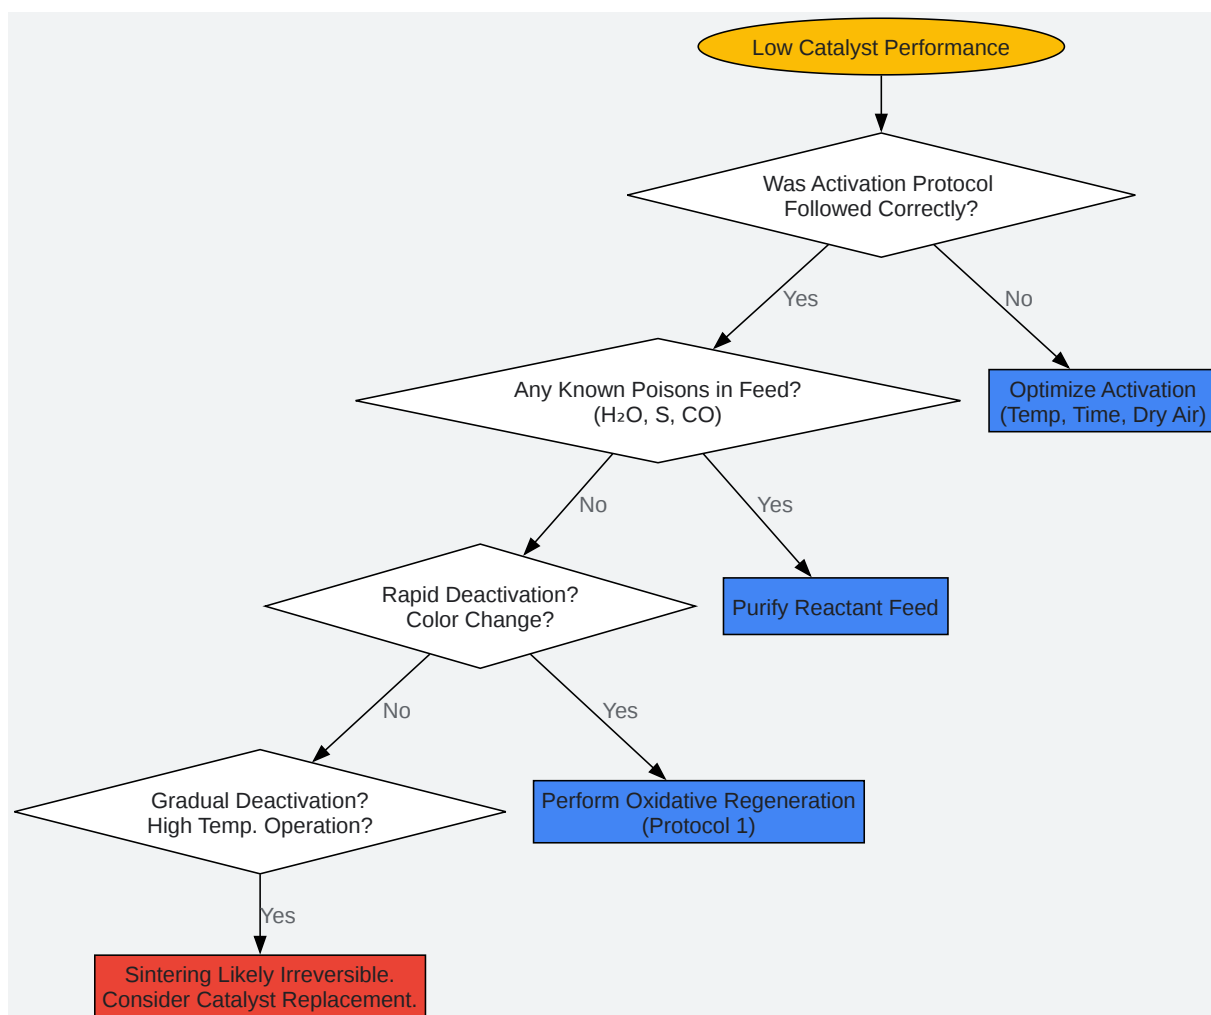 Low Catalyst Performance
Was Activation Protocol
Followed Correctly?
Yes
No
Any Known Poisons in Feed?
(H₂O, S, CO)
Optimize Activation
(Temp, Time, Dry Air)
No
Yes
Rapid Deactivation?
Color Change?
Purify Reactant Feed
No
Yes
Gradual Deactivation?
High Temp. Operation?
Perform Oxidative Regeneration
(Protocol 1)
Yes
Sintering Likely Irreversible.
Consider Catalyst Replacement.